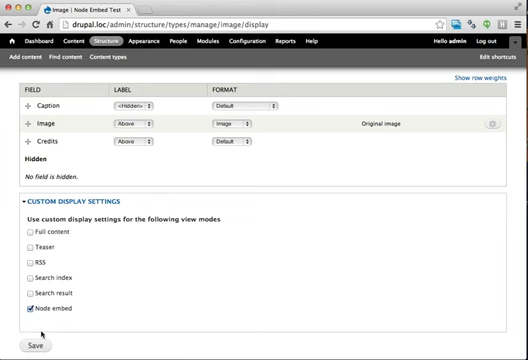 Image | Node Embed Test
drupal.loc/admin/structure/types/manage/image/display
Dashboard Content Structure Appearance People Modules Configuration Reports Help Hello admin Log out
Add content Find content Content types Edit shortcuts
Show row weights
FIELD LABEL FORMAT
Caption <Hidden> Default
Image Above Image Original image
Credits Above Default
Hidden
No field is hidden.
CUSTOM DISPLAY SETTINGS
Use custom display settings for the following view modes
Full content
Teaser
RSS
Search index
Search result
Node embed
Save